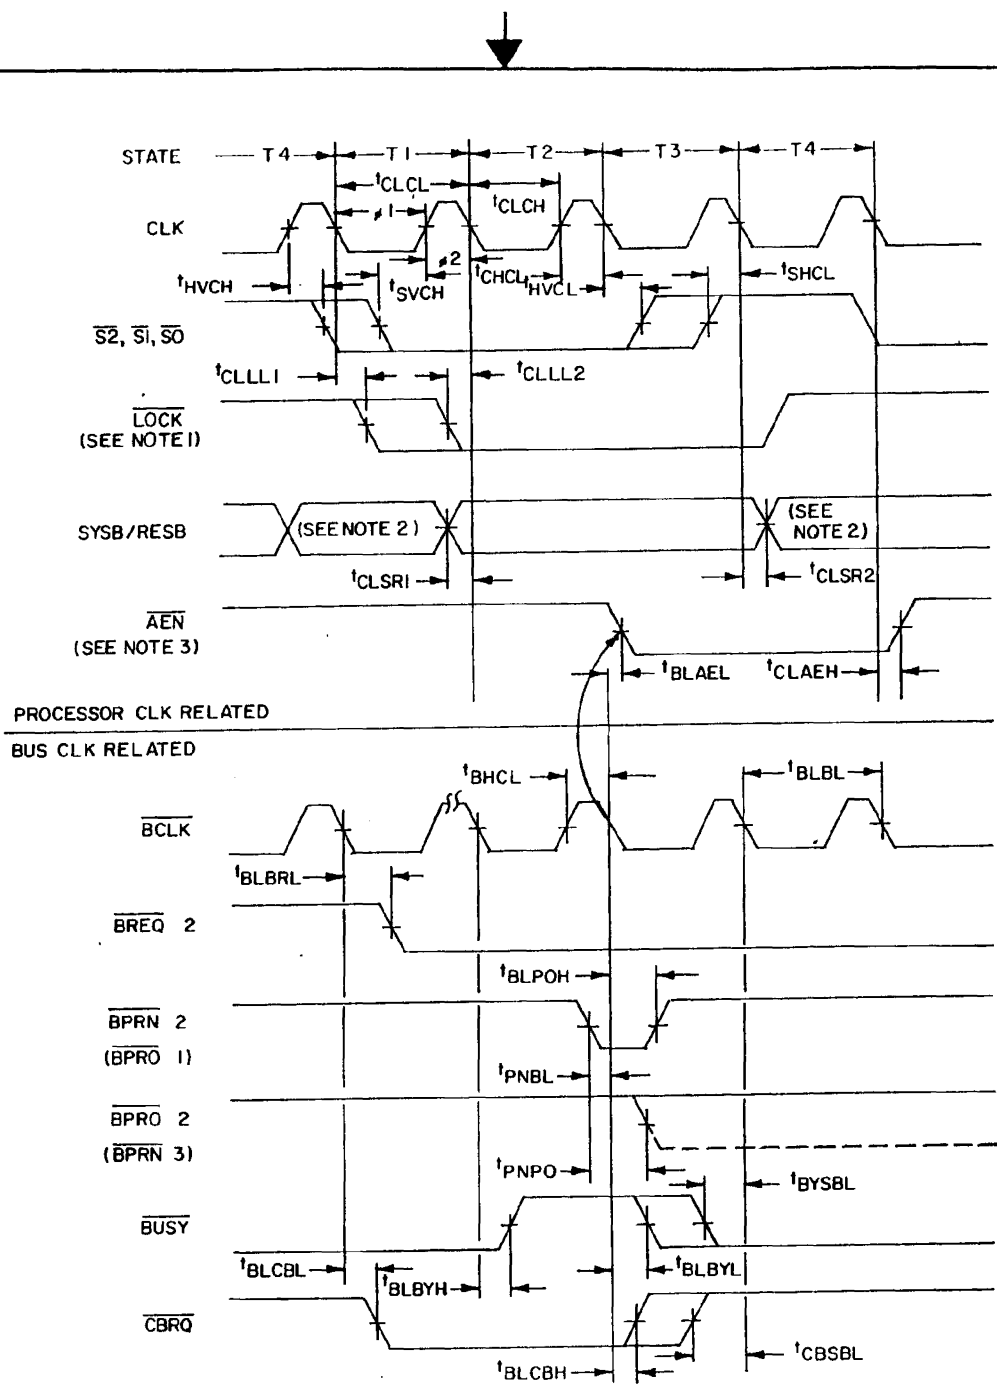 STATE T4 T1 T2 T3 T4
tCLCL
tCLCH
ø1
CLK
ø2
tCHCL
tHVCH
tSVCH
tHVCL
tSHCL
S2, S1, S0
tCLLL1
tCLLL2
LOCK
(SEE NOTE 1)
SYSB/RESB
(SEE NOTE 2)
(SEE
NOTE 2)
tCLSR1
tCLSR2
AEN
(SEE NOTE 3)
tBLAEL
tCLAEH
PROCESSOR CLK RELATED
BUS CLK RELATED
tBHCL
tBLBL
BCLK
tBLBRL
BREQ 2
tBLPOH
BPRN 2
(BPRO 1)
tPNBL
BPRO 2
(BPRN 3)
tPNPO
tBYSBL
BUSY
tBLCBL
tBLBYH
tBLBYL
CBRQ
tBLCBH
tCBSBL